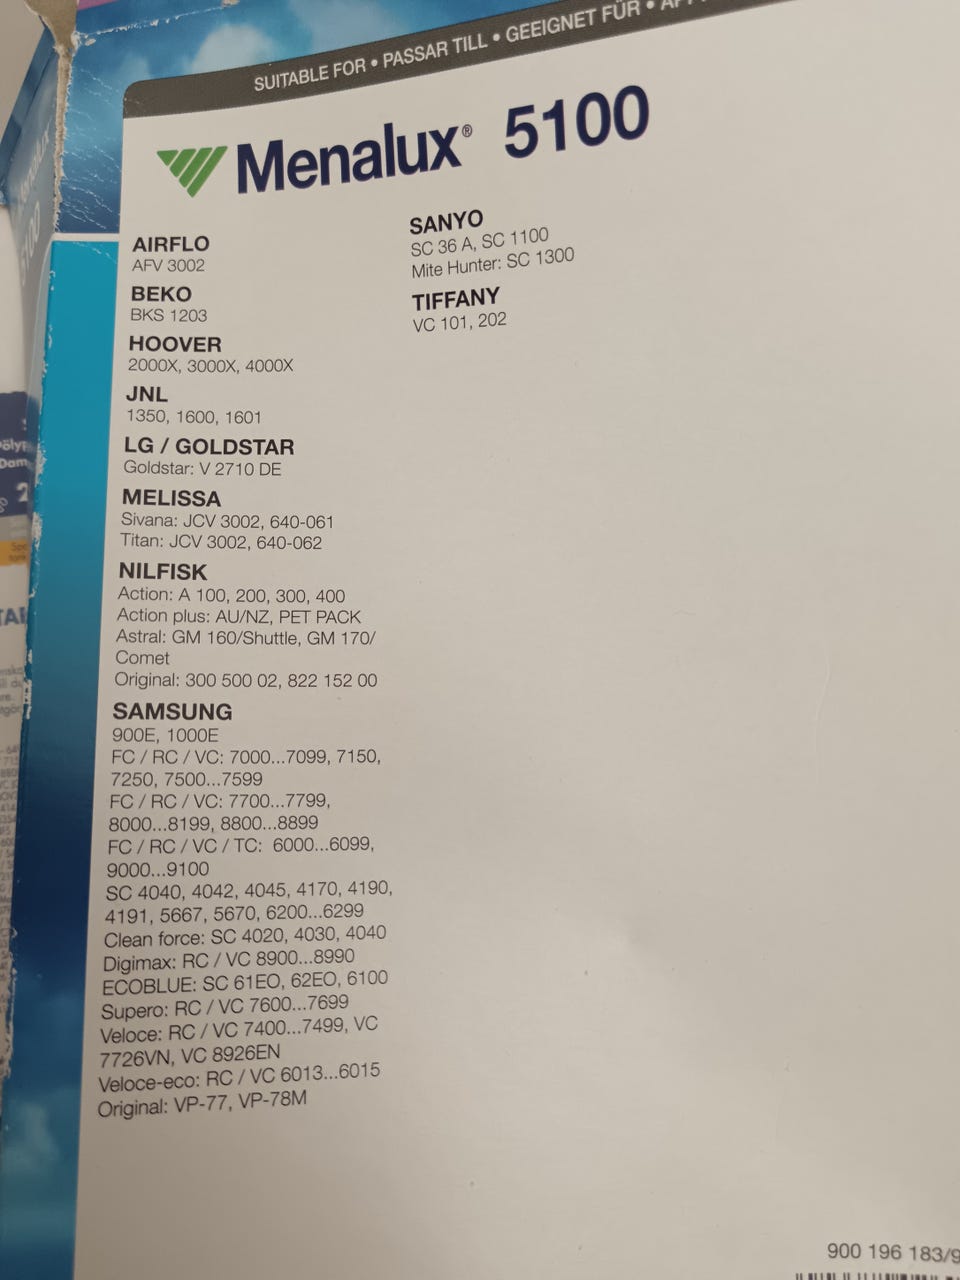 SUITABLE FOR • PASSAR TILL • GEEIGNET FÜR •
Menalux® 5100
AIRFLO
AFV 3002
BEKO
BKS 1203
HOOVER
2000X, 3000X, 4000X
JNL
1350, 1600, 1601
LG / GOLDSTAR
Goldstar: V 2710 DE
MELISSA
Sivana: JCV 3002, 640-061
Titan: JCV 3002, 640-062
NILFISK
Action: A 100, 200, 300, 400
Action plus: AU/NZ, PET PACK
Astral: GM 160/Shuttle, GM 170/
Comet
Original: 300 500 02, 822 152 00
SAMSUNG
900E, 1000E
FC / RC / VC: 7000...7099, 7150,
7250, 7500...7599
FC / RC / VC: 7700...7799,
8000...8199, 8800...8899
FC / RC / VC / TC: 6000...6099,
9000...9100
SC 4040, 4042, 4045, 4170, 4190,
4191, 5667, 5670, 6200...6299
Clean force: SC 4020, 4030, 4040
Digimax: RC / VC 8900...8990
ECOBLUE: SC 61EO, 62EO, 6100
Supero: RC / VC 7600...7699
Veloce: RC / VC 7400...7499, VC
7726VN, VC 8926EN
Veloce-eco: RC / VC 6013...6015
Original: VP-77, VP-78M
SANYO
SC 36 A, SC 1100
Mite Hunter: SC 1300
TIFFANY
VC 101, 202
900 196 183/9